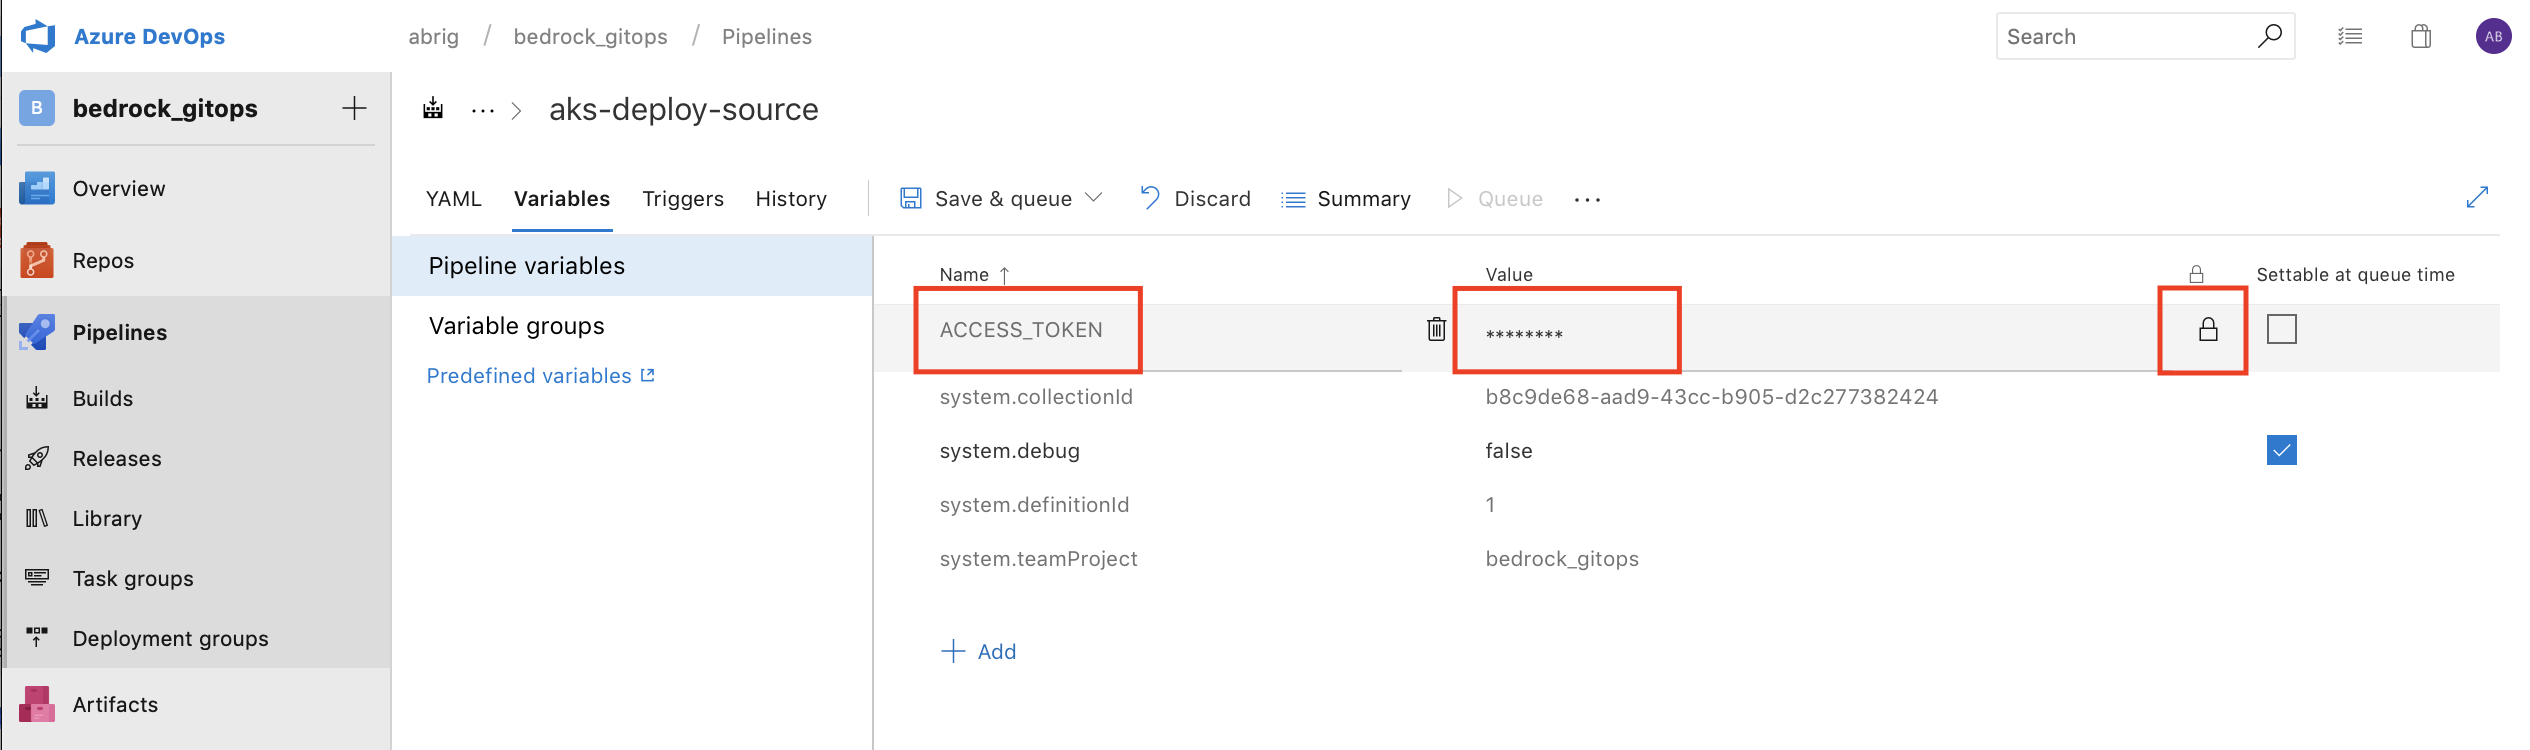 Azure DevOps
abrig / bedrock_gitops / Pipelines
Search
AB
B bedrock_gitops
Overview
Repos
Pipelines
Builds
Releases
Library
Task groups
Deployment groups
Artifacts
... > aks-deploy-source
YAML Variables Triggers History Save & queue Discard Summary Queue ...
Pipeline variables
Variable groups
Predefined variables
Name ↑ Value Settable at queue time
ACCESS_TOKEN ********
system.collectionId b8c9de68-aad9-43cc-b905-d2c277382424
system.debug false
system.definitionId 1
system.teamProject bedrock_gitops
+ Add